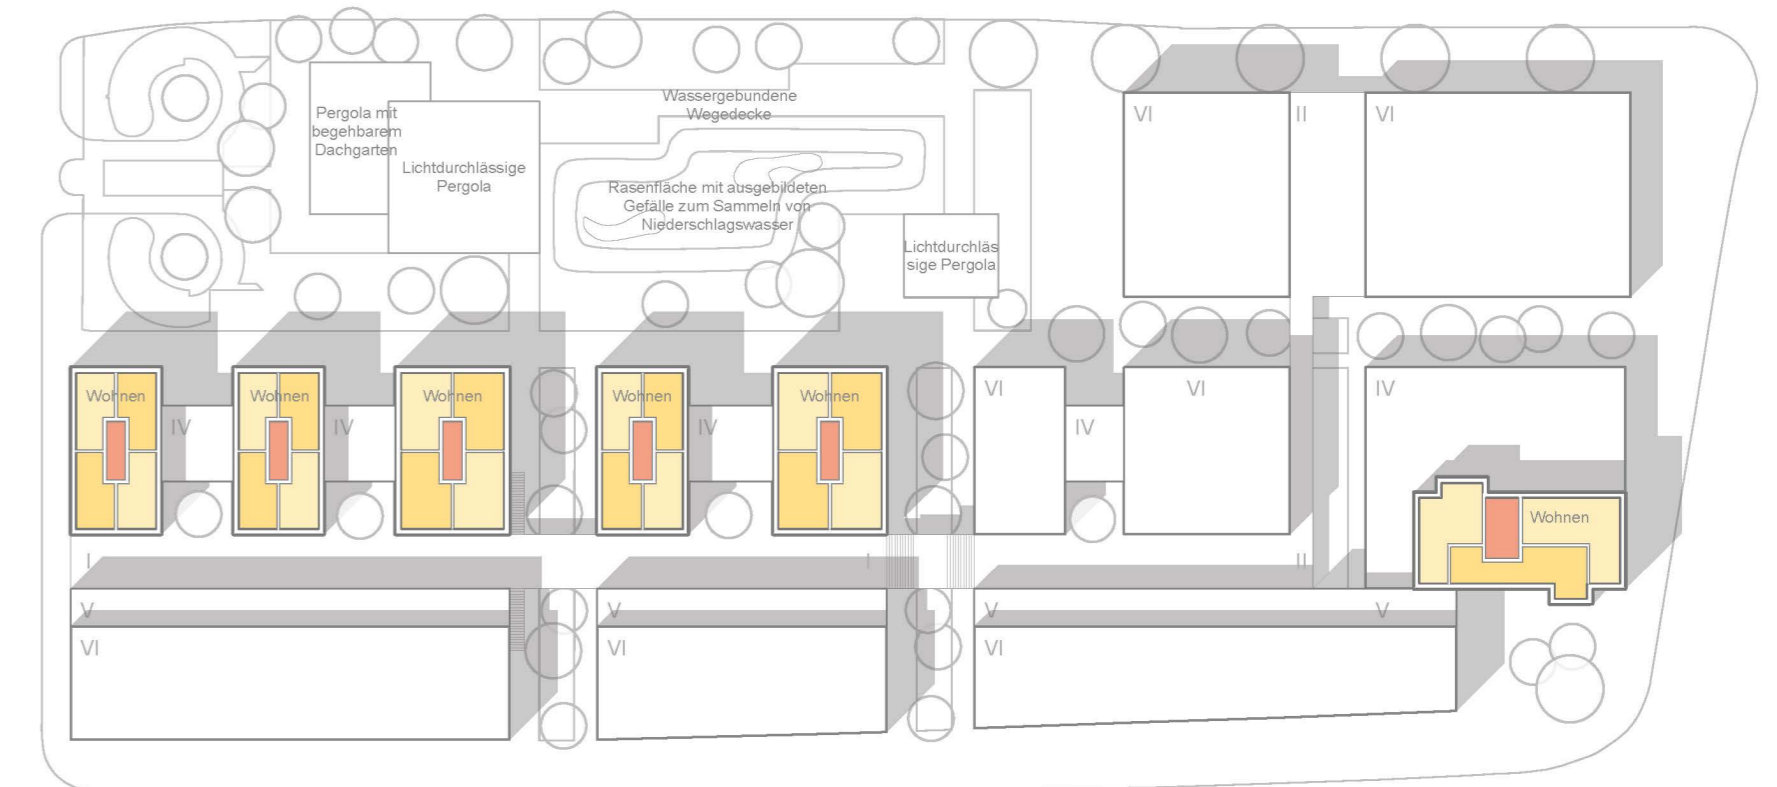 Wassergebundene
Wegedecke
Pergola mit
begehbarem
Dachgarten
Lichtdurchlässige
Pergola
Rasenfläche mit ausgebildeten
Gefälle zum Sammeln von
Niederschlagswasser
Lichtdurchläs
sige Pergola
VI
II
VI
Wohnen
IV
Wohnen
IV
Wohnen
Wohnen
IV
Wohnen
VI
IV
VI
IV
Wohnen
I
I
II
V
V
V
V
VI
VI
VI